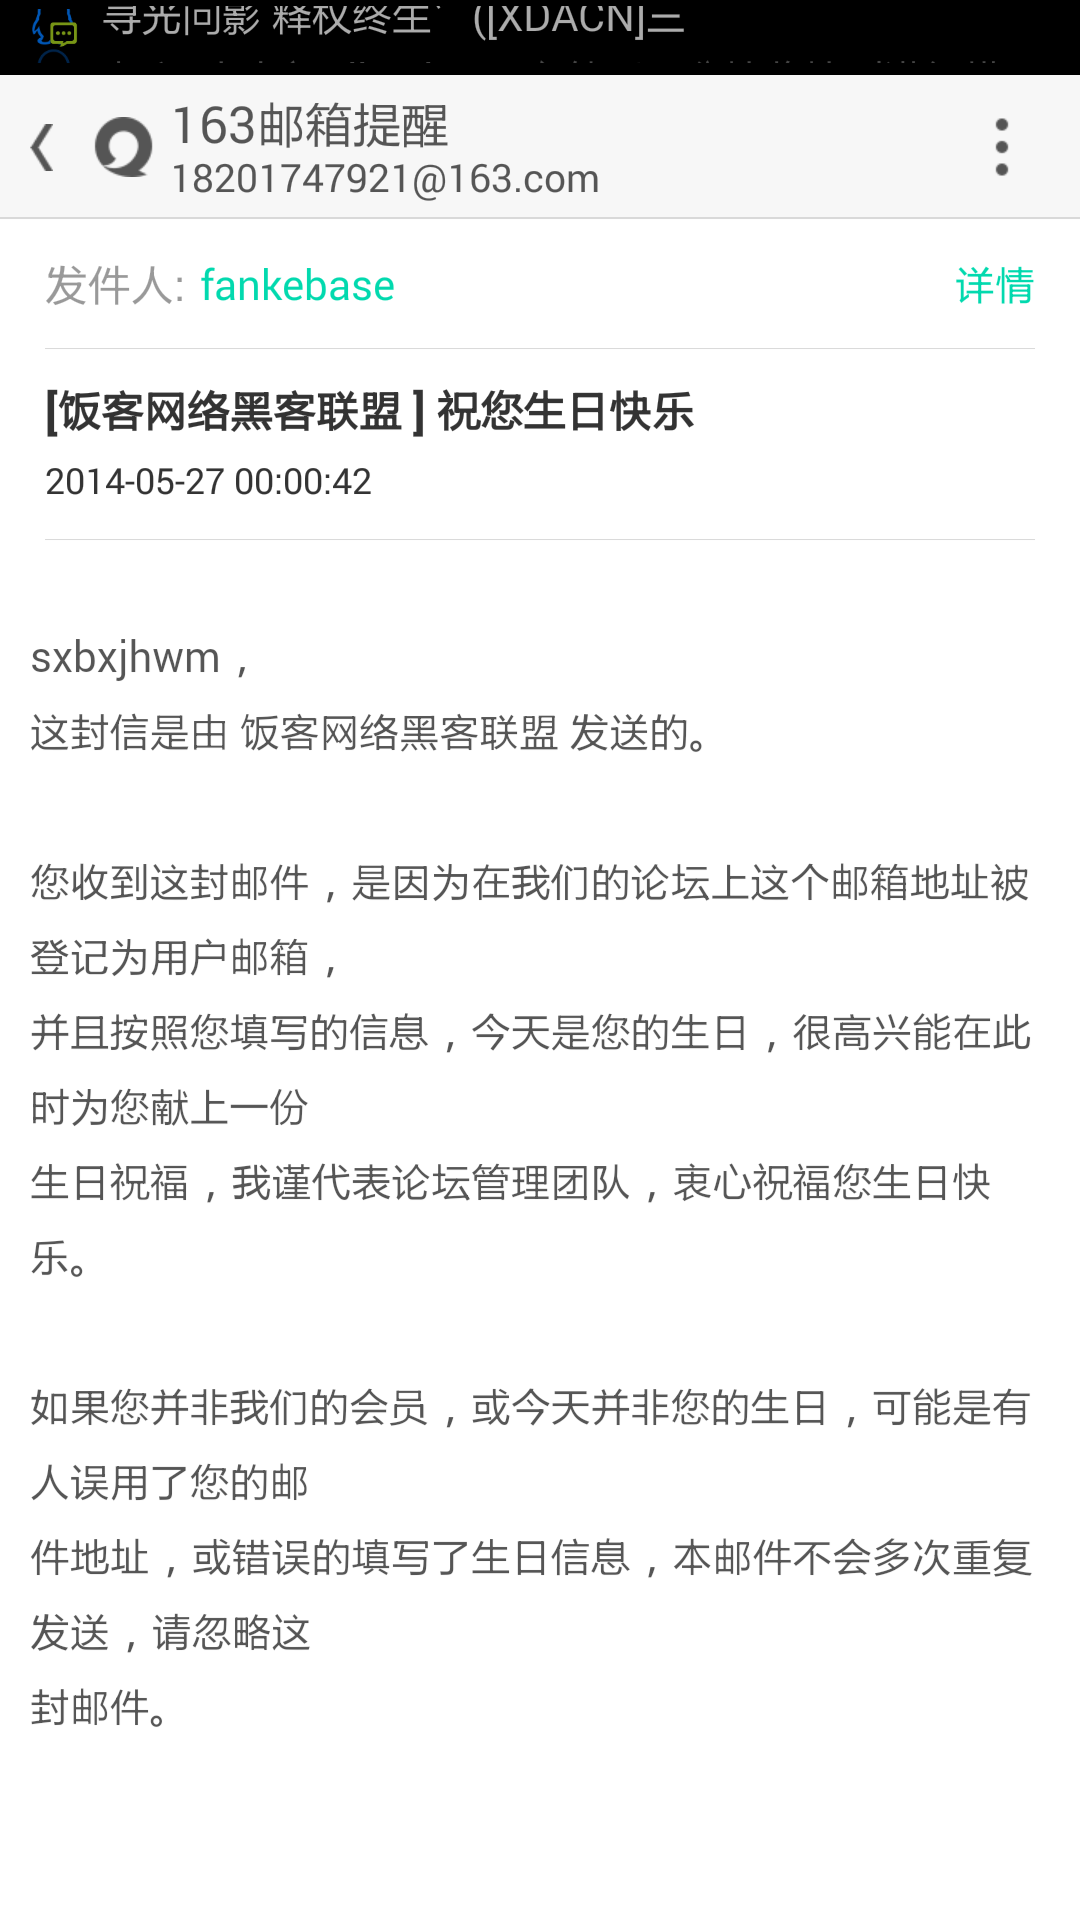 寻光问影 释权终生` ([XDACN]三
163邮箱提醒
18201747921@163.com
发件人: fankebase
详情
[饭客网络黑客联盟 ] 祝您生日快乐
2014-05-27 00:00:42
sxbxjhwm，
这封信是由 饭客网络黑客联盟 发送的。
您收到这封邮件，是因为在我们的论坛上这个邮箱地址被
登记为用户邮箱，
并且按照您填写的信息，今天是您的生日，很高兴能在此
时为您献上一份
生日祝福，我谨代表论坛管理团队，衷心祝福您生日快
乐。
如果您并非我们的会员，或今天并非您的生日，可能是有
人误用了您的邮
件地址，或错误的填写了生日信息，本邮件不会多次重复
发送，请忽略这
封邮件。